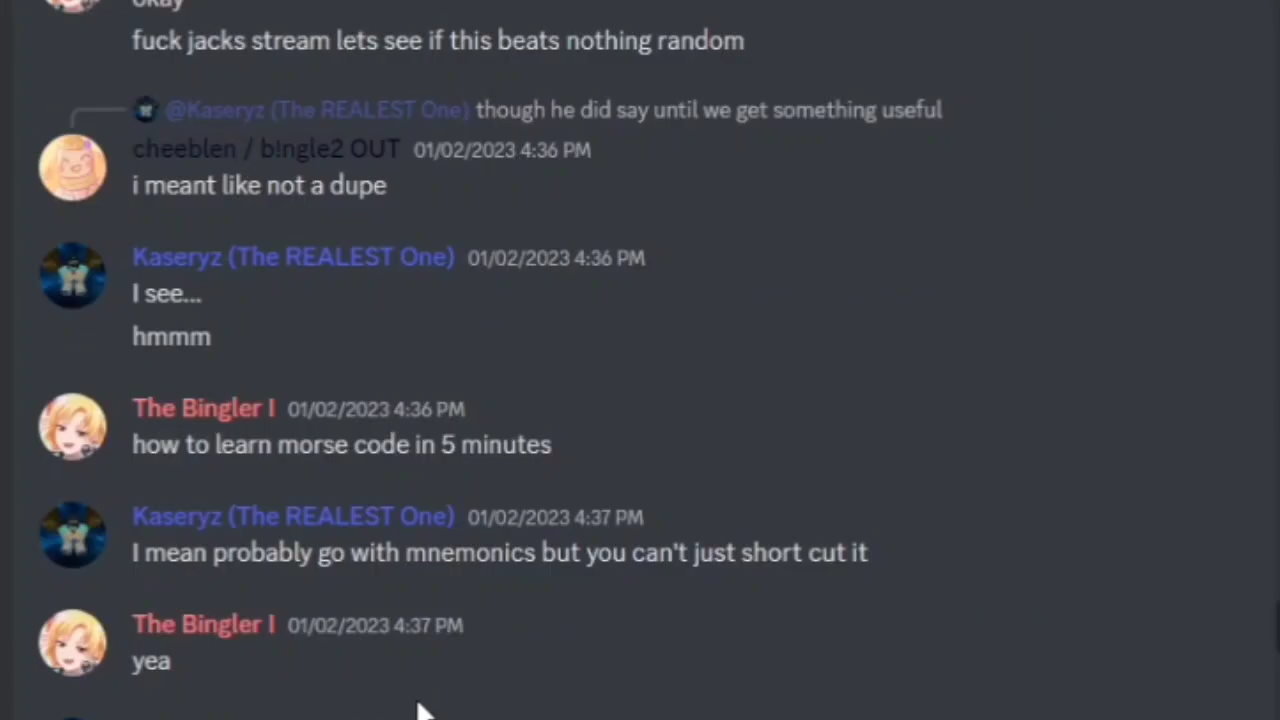 okay
fuck jacks stream lets see if this beats nothing random
@Kaseryz (The REALEST One) though he did say until we get something useful
cheeblen / b!ngle2 OUT 01/02/2023 4:36 PM
i meant like not a dupe
Kaseryz (The REALEST One) 01/02/2023 4:36 PM
I see...
hmmm
The Bingler I 01/02/2023 4:36 PM
how to learn morse code in 5 minutes
Kaseryz (The REALEST One) 01/02/2023 4:37 PM
I mean probably go with mnemonics but you can't just short cut it
The Bingler I 01/02/2023 4:37 PM
yea